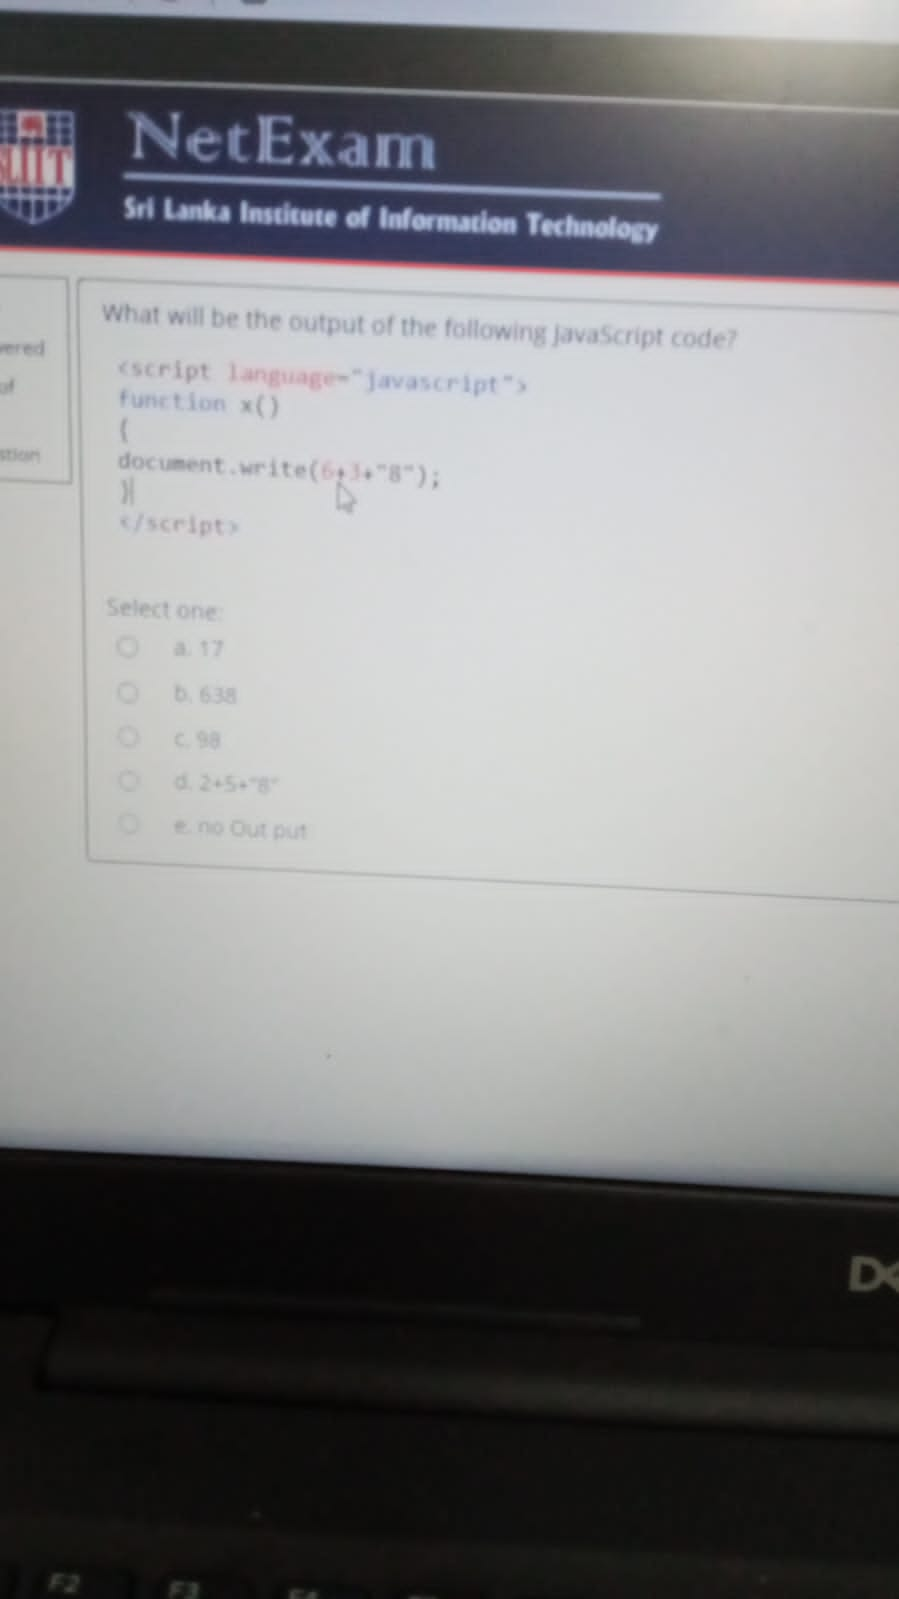 SLIIT
NetExam
Sri Lanka Institute of Information Technology
wered
of
stion
What will be the output of the following JavaScript code?
<script language="javascript">
function x()
{
document.write(6+3+"8");
}
</script>
Select one:
a. 17
b. 638
c. 98
d. 2+5+"8"
e. no Out put
F2
F3